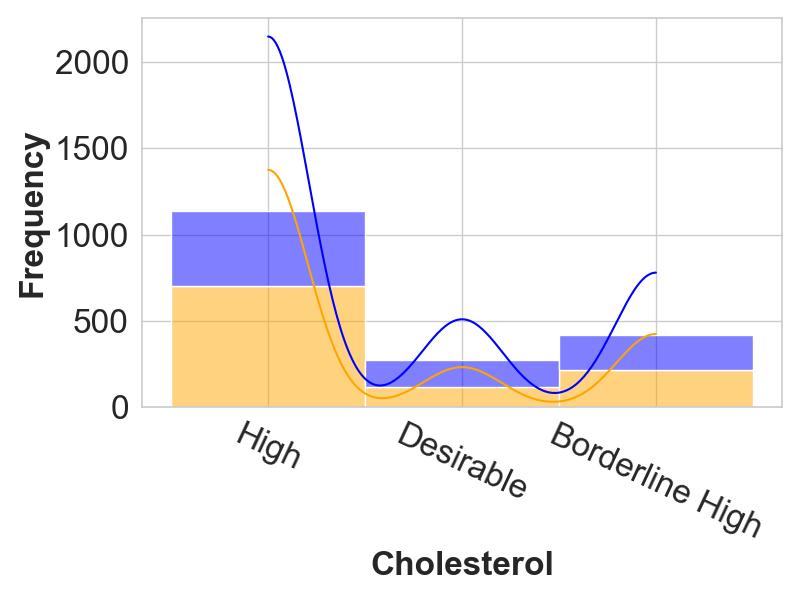 Frequency
2000
1500
1000
500
0
High
Desirable
Borderline High
Cholesterol